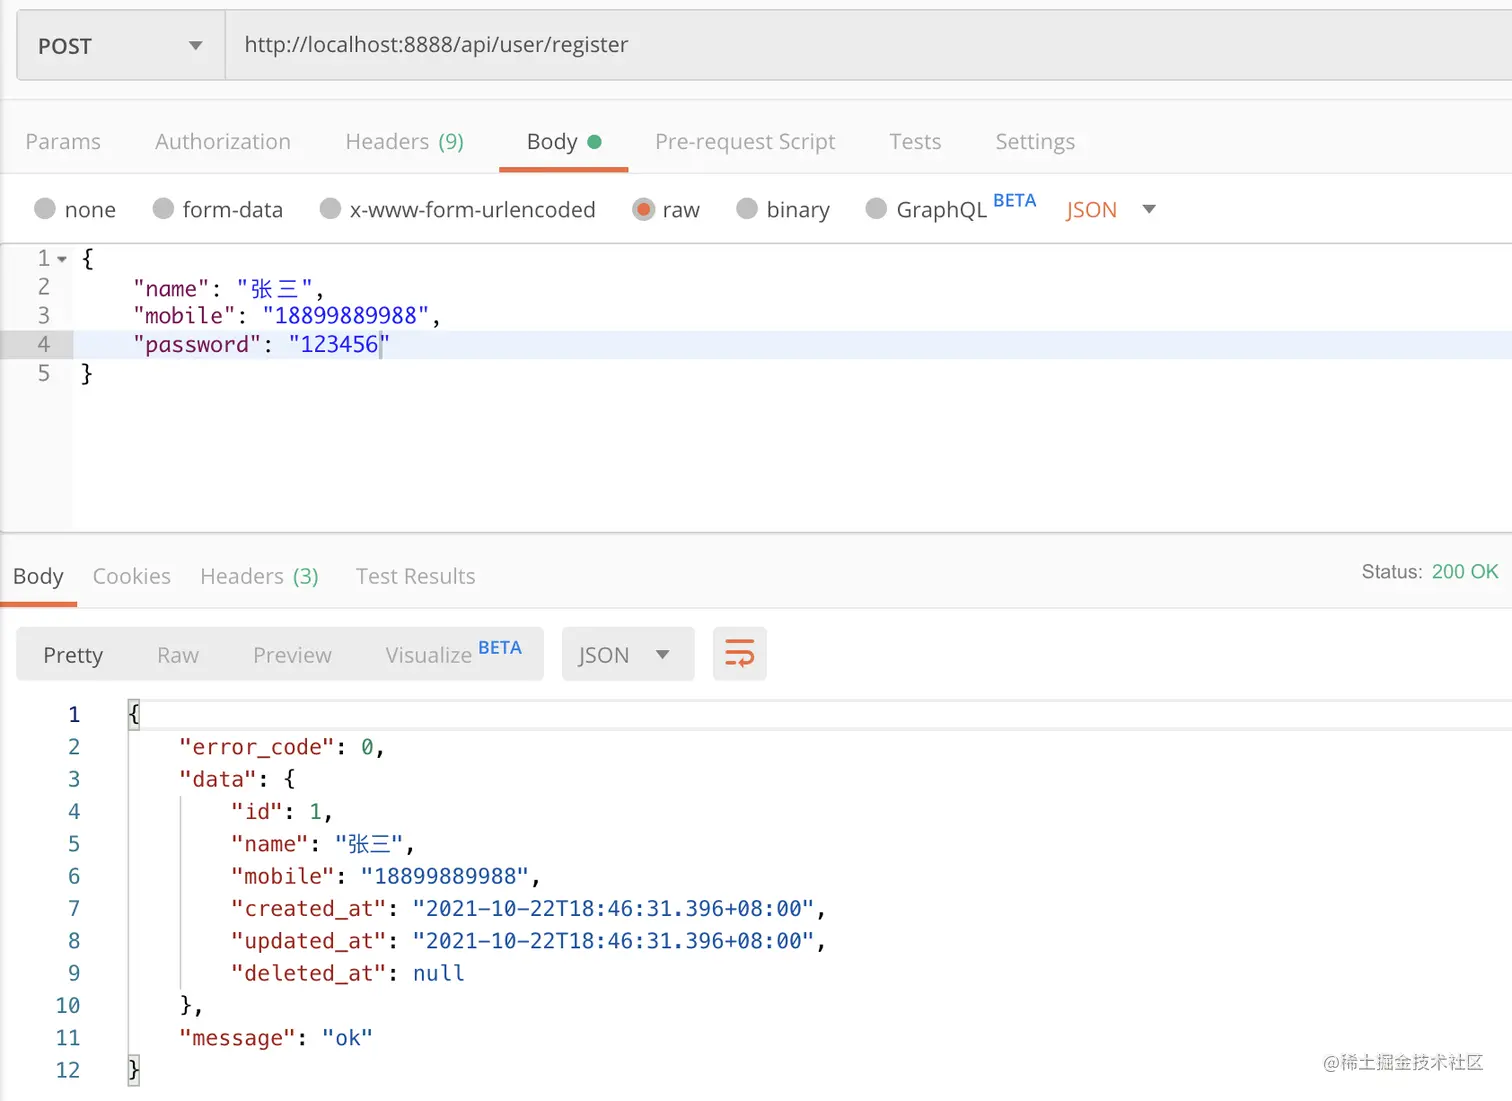 POST http://localhost:8888/api/user/register
Params Authorization Headers (9) Body Pre-request Script Tests Settings
none form-data x-www-form-urlencoded raw binary GraphQL BETA JSON
1 {
2 "name": "张三",
3 "mobile": "18899889988",
4 "password": "123456"
5 }
Body Cookies Headers (3) Test Results Status: 200 OK
Pretty Raw Preview Visualize BETA JSON
1 {
2 "error_code": 0,
3 "data": {
4 "id": 1,
5 "name": "张三",
6 "mobile": "18899889988",
7 "created_at": "2021-10-22T18:46:31.396+08:00",
8 "updated_at": "2021-10-22T18:46:31.396+08:00",
9 "deleted_at": null
10 },
11 "message": "ok"
12 }
@稀土掘金技术社区